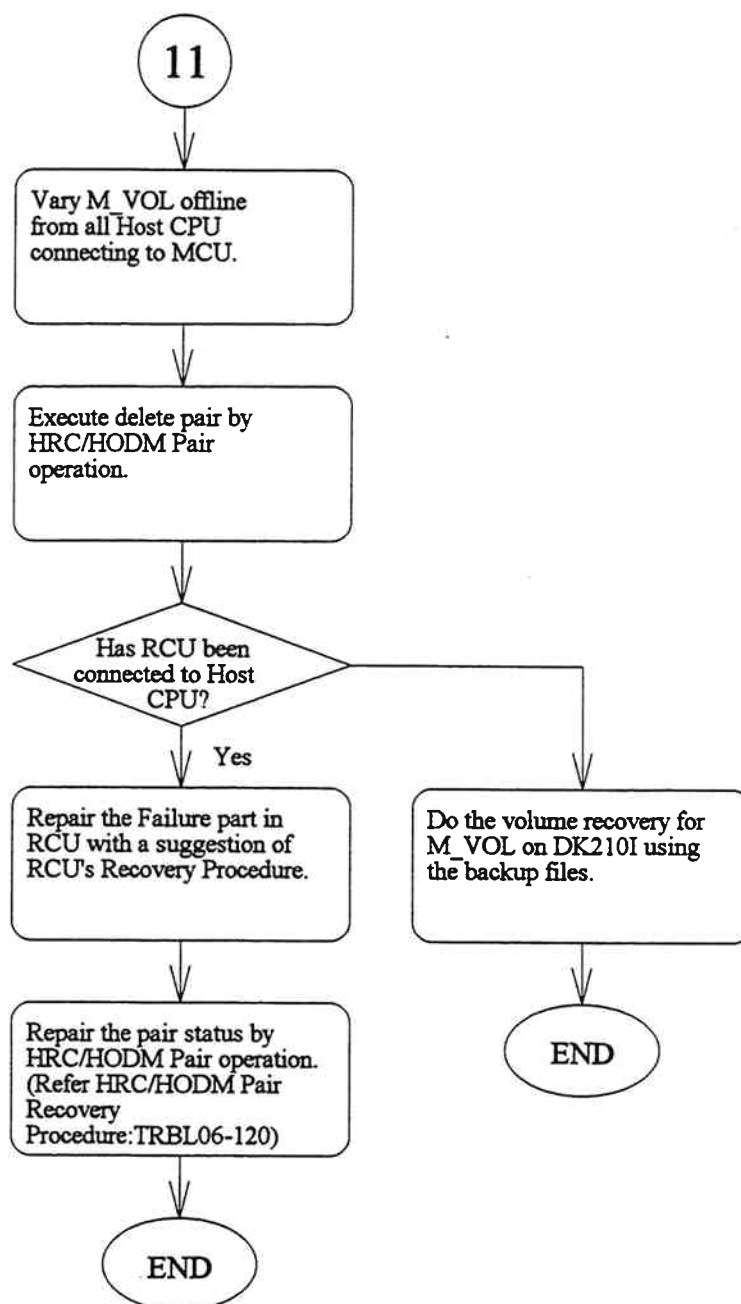 11
Vary M_VOL offline
from all Host CPU
connecting to MCU.
Execute delete pair by
HRC/HODM Pair
operation.
Has RCU been
connected to Host
CPU?
Yes
Repair the Failure part in
RCU with a suggestion of
RCU's Recovery Procedure.
Do the volume recovery for
M_VOL on DK210I using
the backup files.
Repair the pair status by
HRC/HODM Pair operation.
(Refer HRC/HODM Pair
Recovery
Procedure:TRBL06-120)
END
END